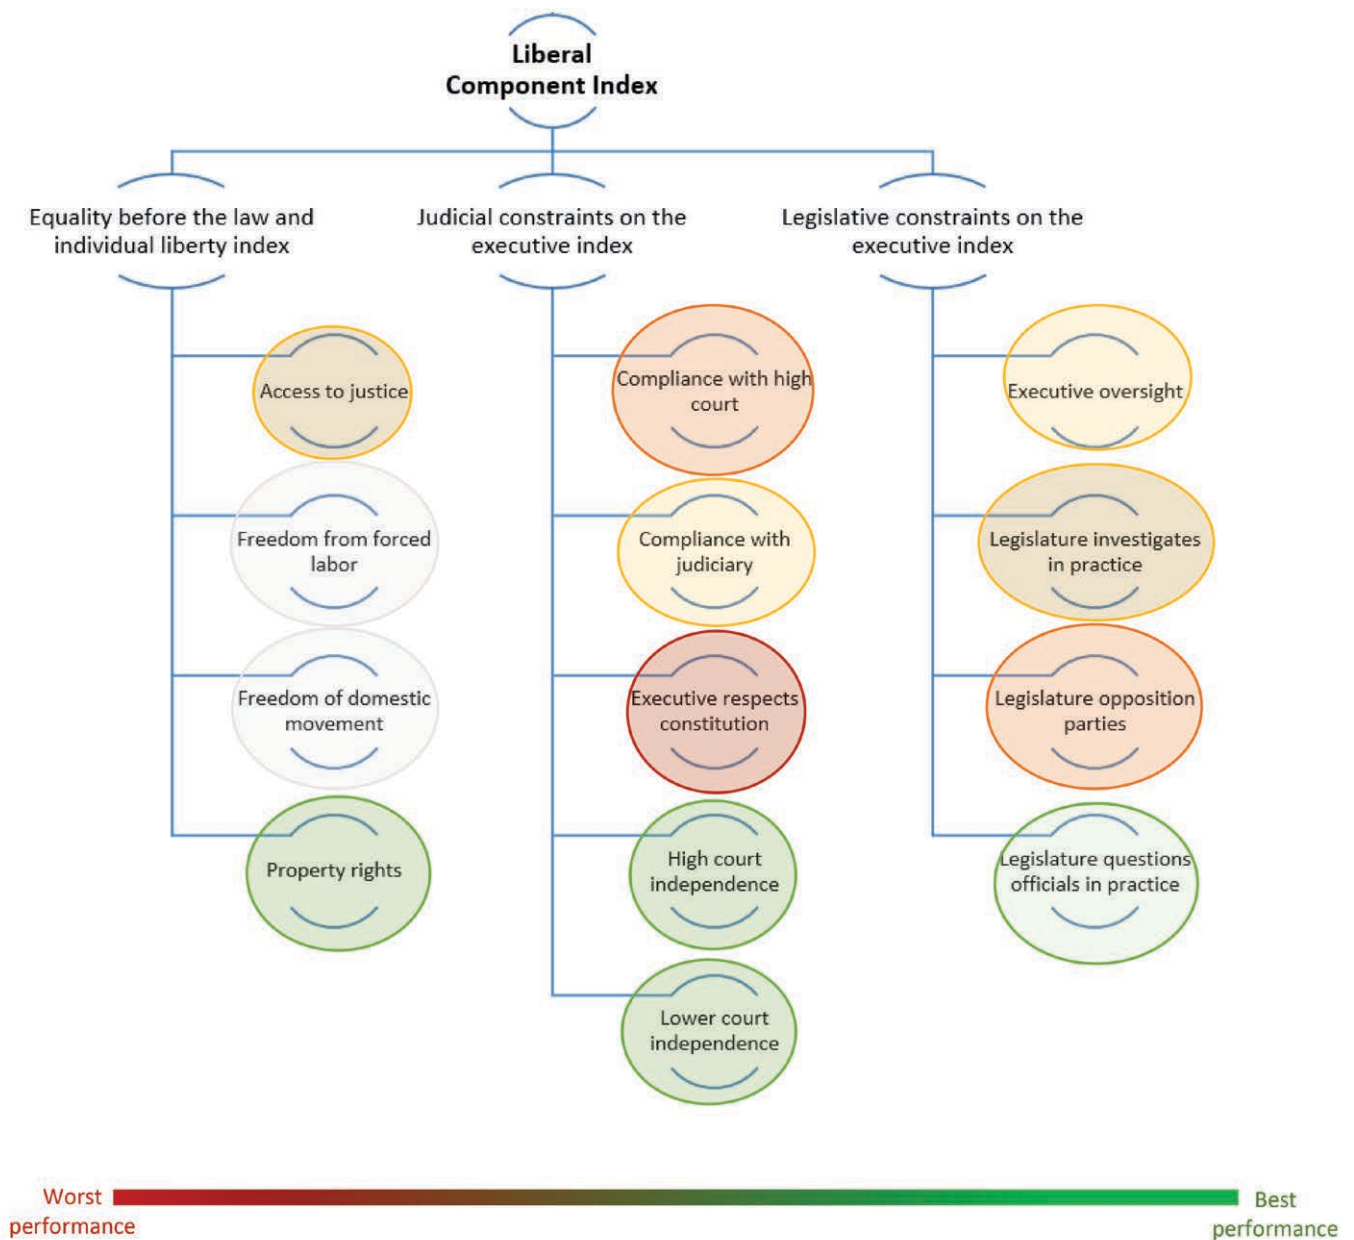 Liberal
Component Index
Equality before the law and
individual liberty index
Judicial constraints on the
executive index
Legislative constraints on the
executive index
Access to justice
Freedom from forced
labor
Freedom of domestic
movement
Property rights
Compliance with high
court
Compliance with
judiciary
Executive respects
constitution
High court
independence
Lower court
independence
Executive oversight
Legislature investigates
in practice
Legislature opposition
parties
Legislature questions
officials in practice
Worst
performance
Best
performance